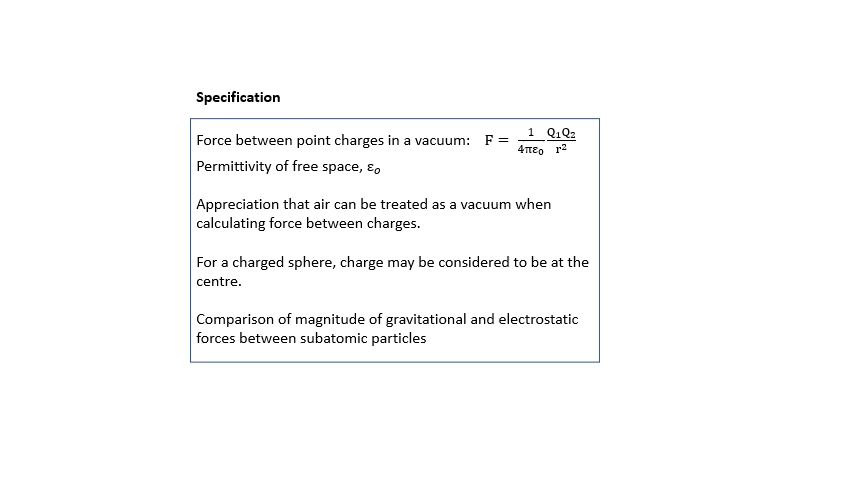 Specification
Force between point charges in a vacuum: F = 1/4πε₀ Q₁Q₂/r²
Permittivity of free space, εₒ
Appreciation that air can be treated as a vacuum when
calculating force between charges.
For a charged sphere, charge may be considered to be at the
centre.
Comparison of magnitude of gravitational and electrostatic
forces between subatomic particles